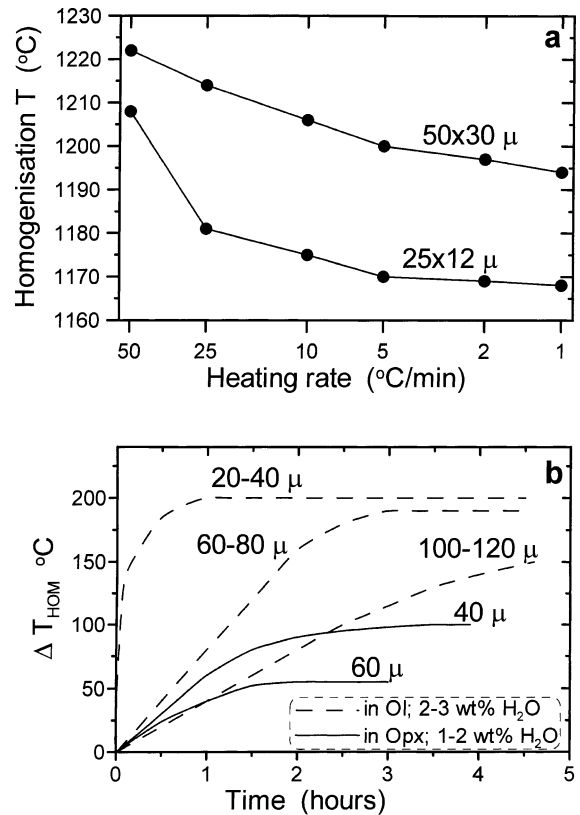 a
Homogenisation T (°C)
1230
1220
1210
1200
1190
1180
1170
1160
50x30 μ
25x12 μ
50 25 10 5 2 1
Heating rate (°C/min)
b
Δ T_HOM °C
200
150
100
50
0
20-40 μ
60-80 μ
100-120 μ
40 μ
60 μ
in Ol; 2-3 wt% H₂O
in Opx; 1-2 wt% H₂O
0 1 2 3 4 5
Time (hours)